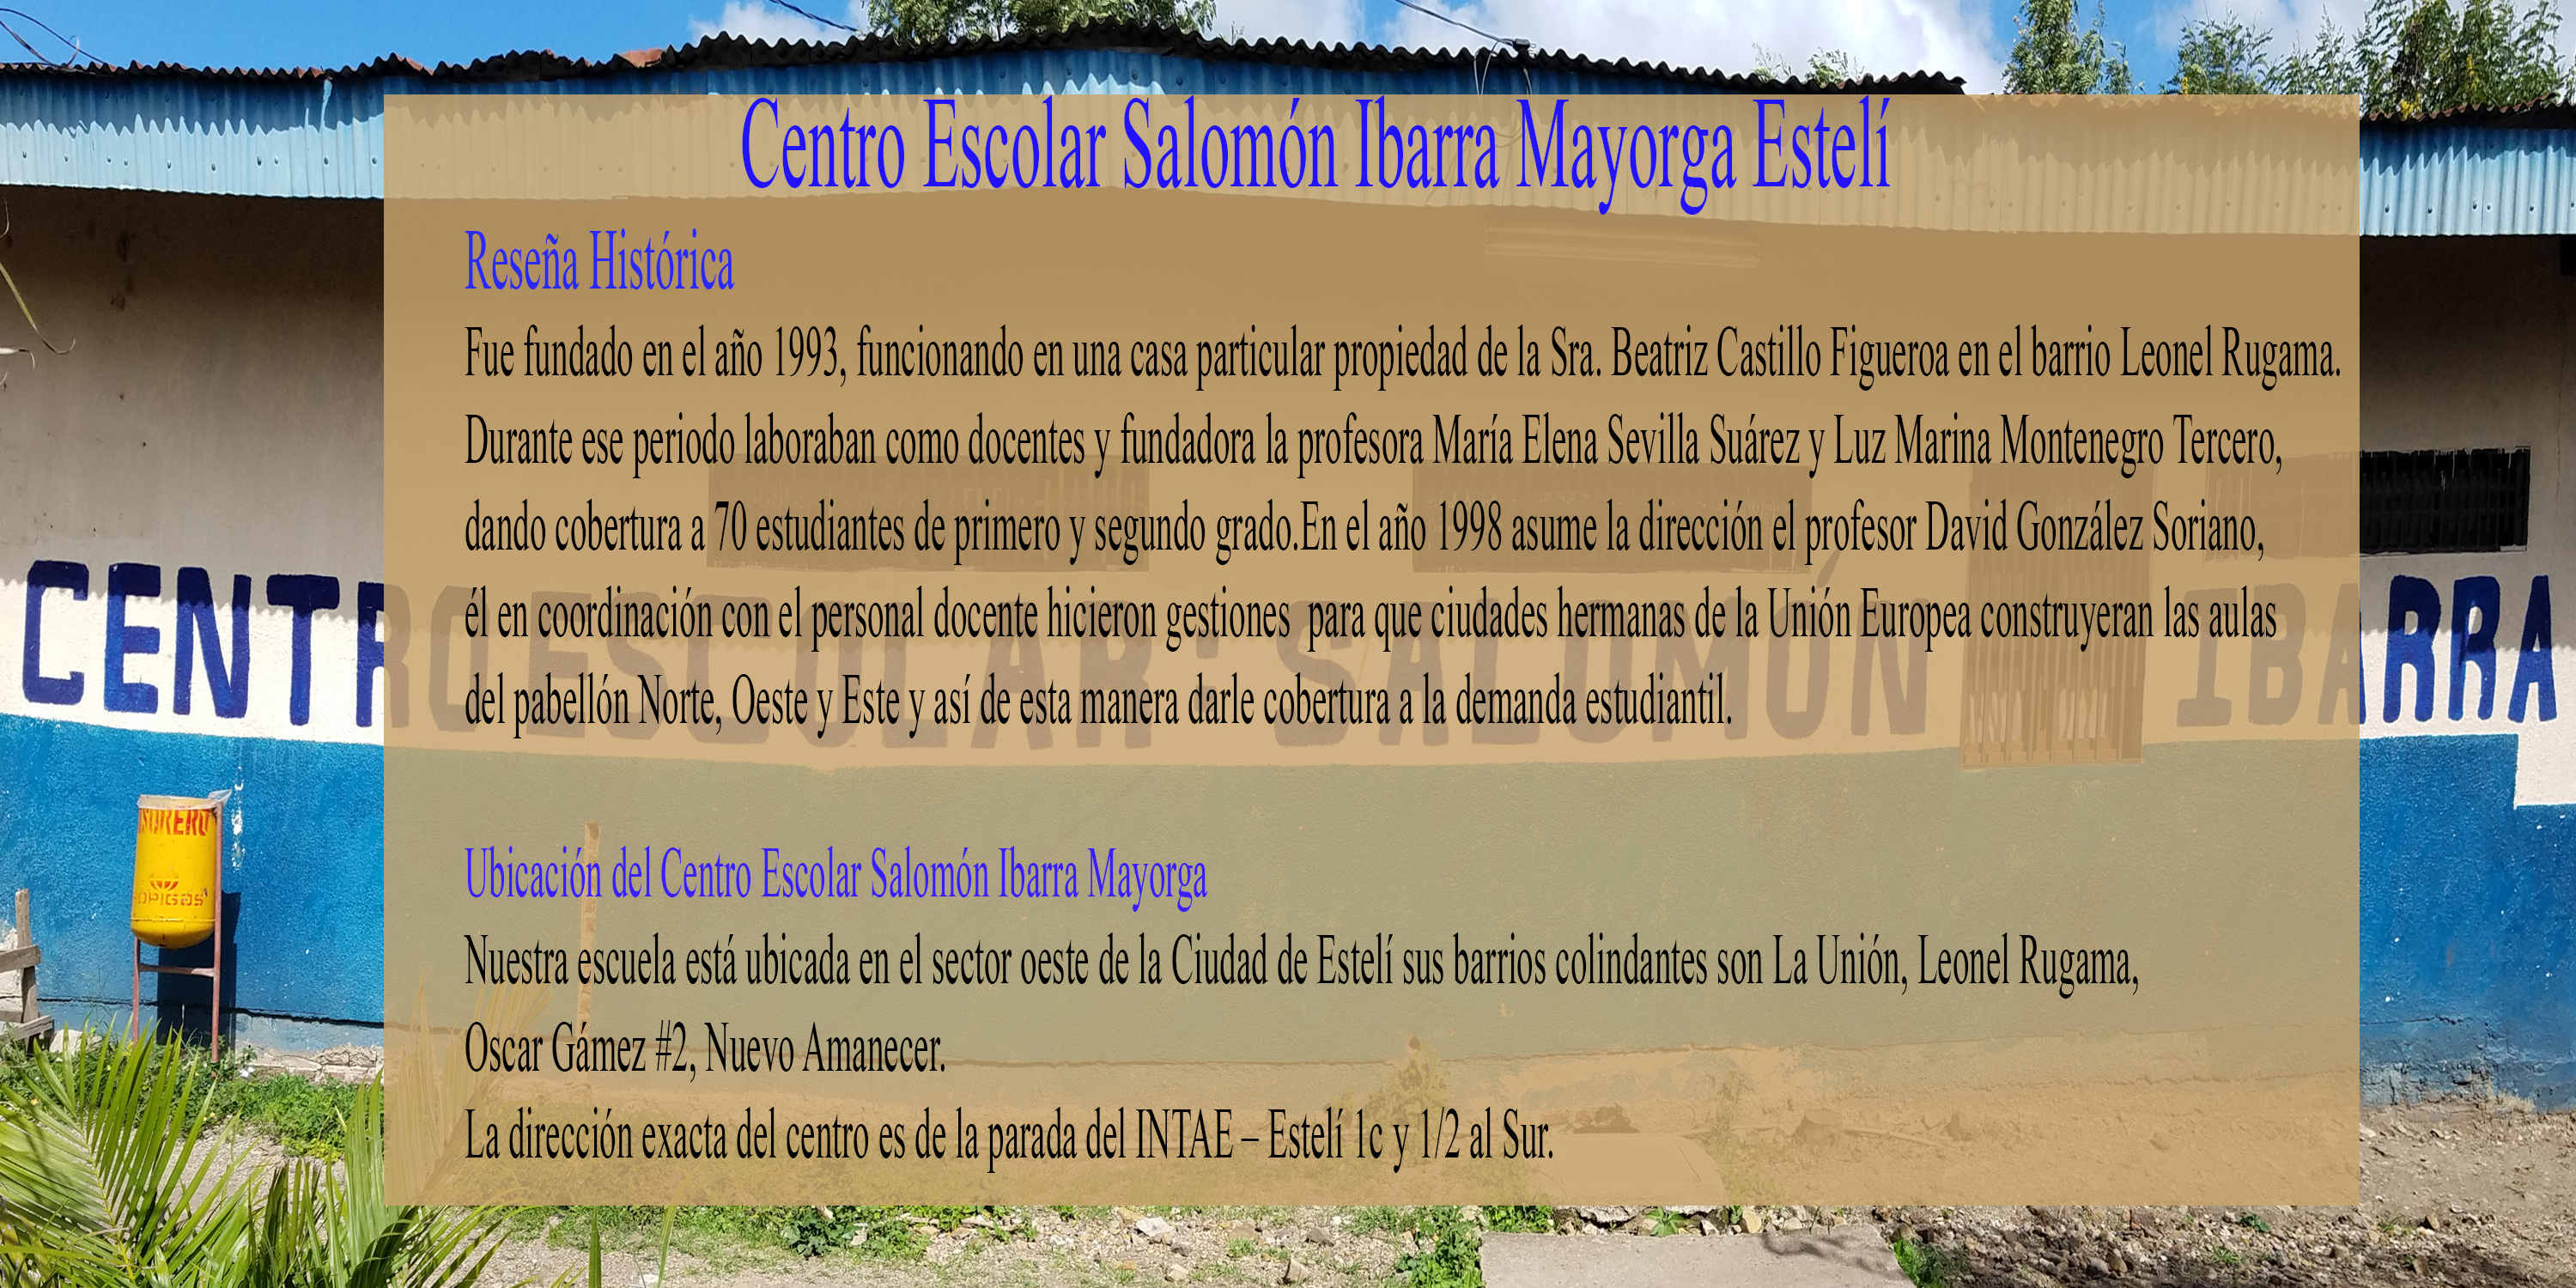 Centro Escolar Salomón Ibarra Mayorga Estelí
Reseña Histórica
Fue fundado en el año 1993, funcionando en una casa particular propiedad de la Sra. Beatriz Castillo Figueroa en el barrio Leonel Rugama.
Durante ese periodo laboraban como docentes y fundadora la profesora María Elena Sevilla Suárez y Luz Marina Montenegro Tercero,
dando cobertura a 70 estudiantes de primero y segundo grado.En el año 1998 asume la dirección el profesor David González Soriano,
él en coordinación con el personal docente hicieron gestiones  para que ciudades hermanas de la Unión Europea construyeran las aulas
del pabellón Norte, Oeste y Este y así de esta manera darle cobertura a la demanda estudiantil.
Ubicación del Centro Escolar Salomón Ibarra Mayorga
Nuestra escuela está ubicada en el sector oeste de la Ciudad de Estelí sus barrios colindantes son La Unión, Leonel Rugama,
Oscar Gámez #2, Nuevo Amanecer.
La dirección exacta del centro es de la parada del INTAE – Estelí 1c y 1/2 al Sur.
CENTRO ESCOLAR: SALOMÓN IBARRA